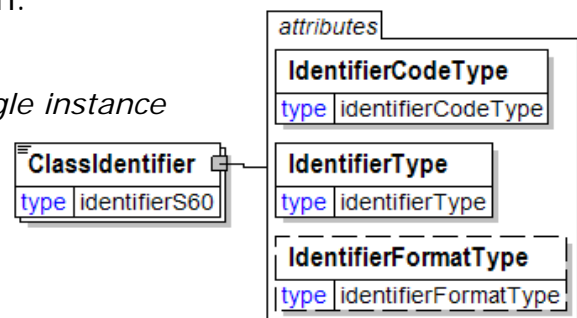 attributes
IdentifierCodeType
type identifierCodeType
gle instance
ClassIdentifier
type identifierS60
IdentifierType
type identifierType
IdentifierFormatType
type identifierFormatType